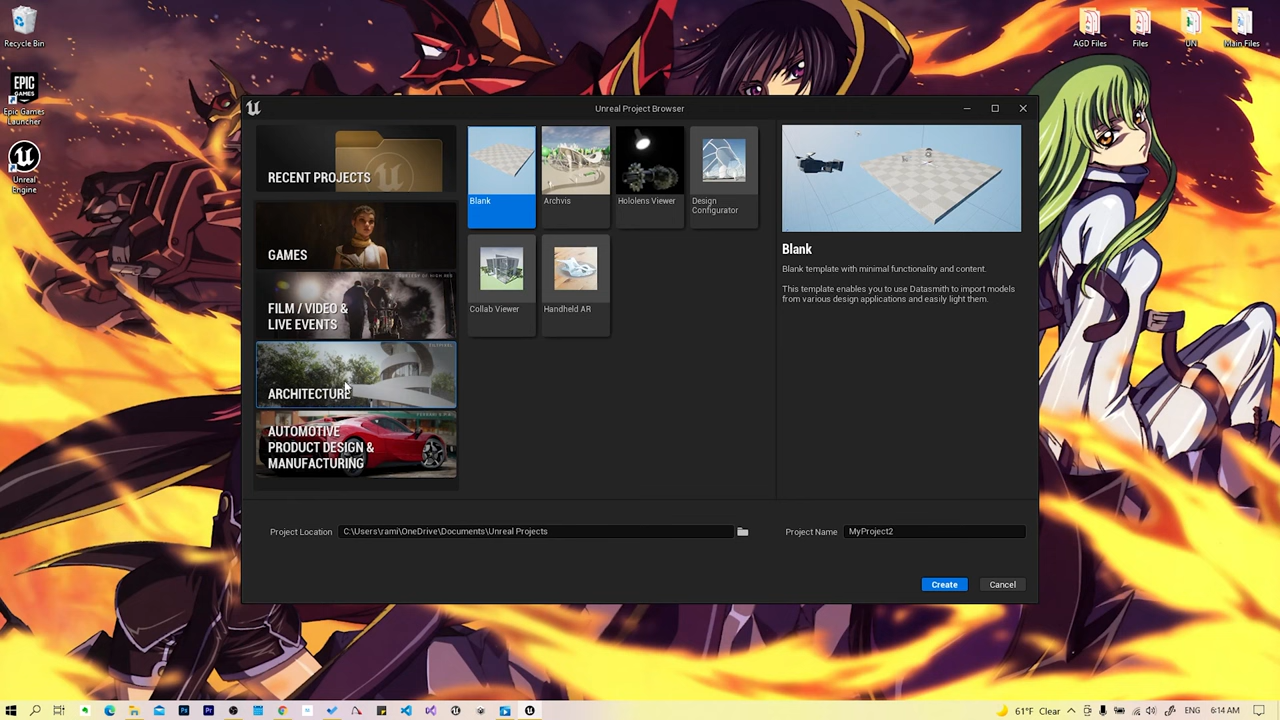 Recycle Bin
EPIC
GAMES
Epic Games
Launcher
Unreal
Engine
AGD Files
Files
UN
Main Files
Unreal Project Browser
RECENT PROJECTS
GAMES
FILM / VIDEO &
LIVE EVENTS
ARCHITECTURE
AUTOMOTIVE
PRODUCT DESIGN &
MANUFACTURING
Blank
Archvis
Hololens Viewer
Design
Configurator
Collab Viewer
Handheld AR
Blank
Blank template with minimal functionality and content.
This template enables you to use Datasmith to import models
from various design applications and easily light them.
Project Location
C:\Users\rami\OneDrive\Documents\Unreal Projects
Project Name
MyProject2
Create
Cancel
Ps
Pr
61°F Clear
ENG
6:14 AM